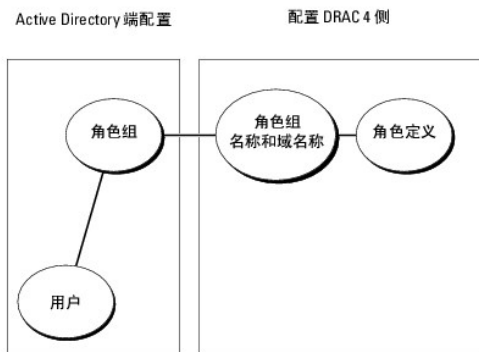 Active Directory 端配置
配置 DRAC 4 侧
角色组
角色组
名称和域名称
角色定义
用户